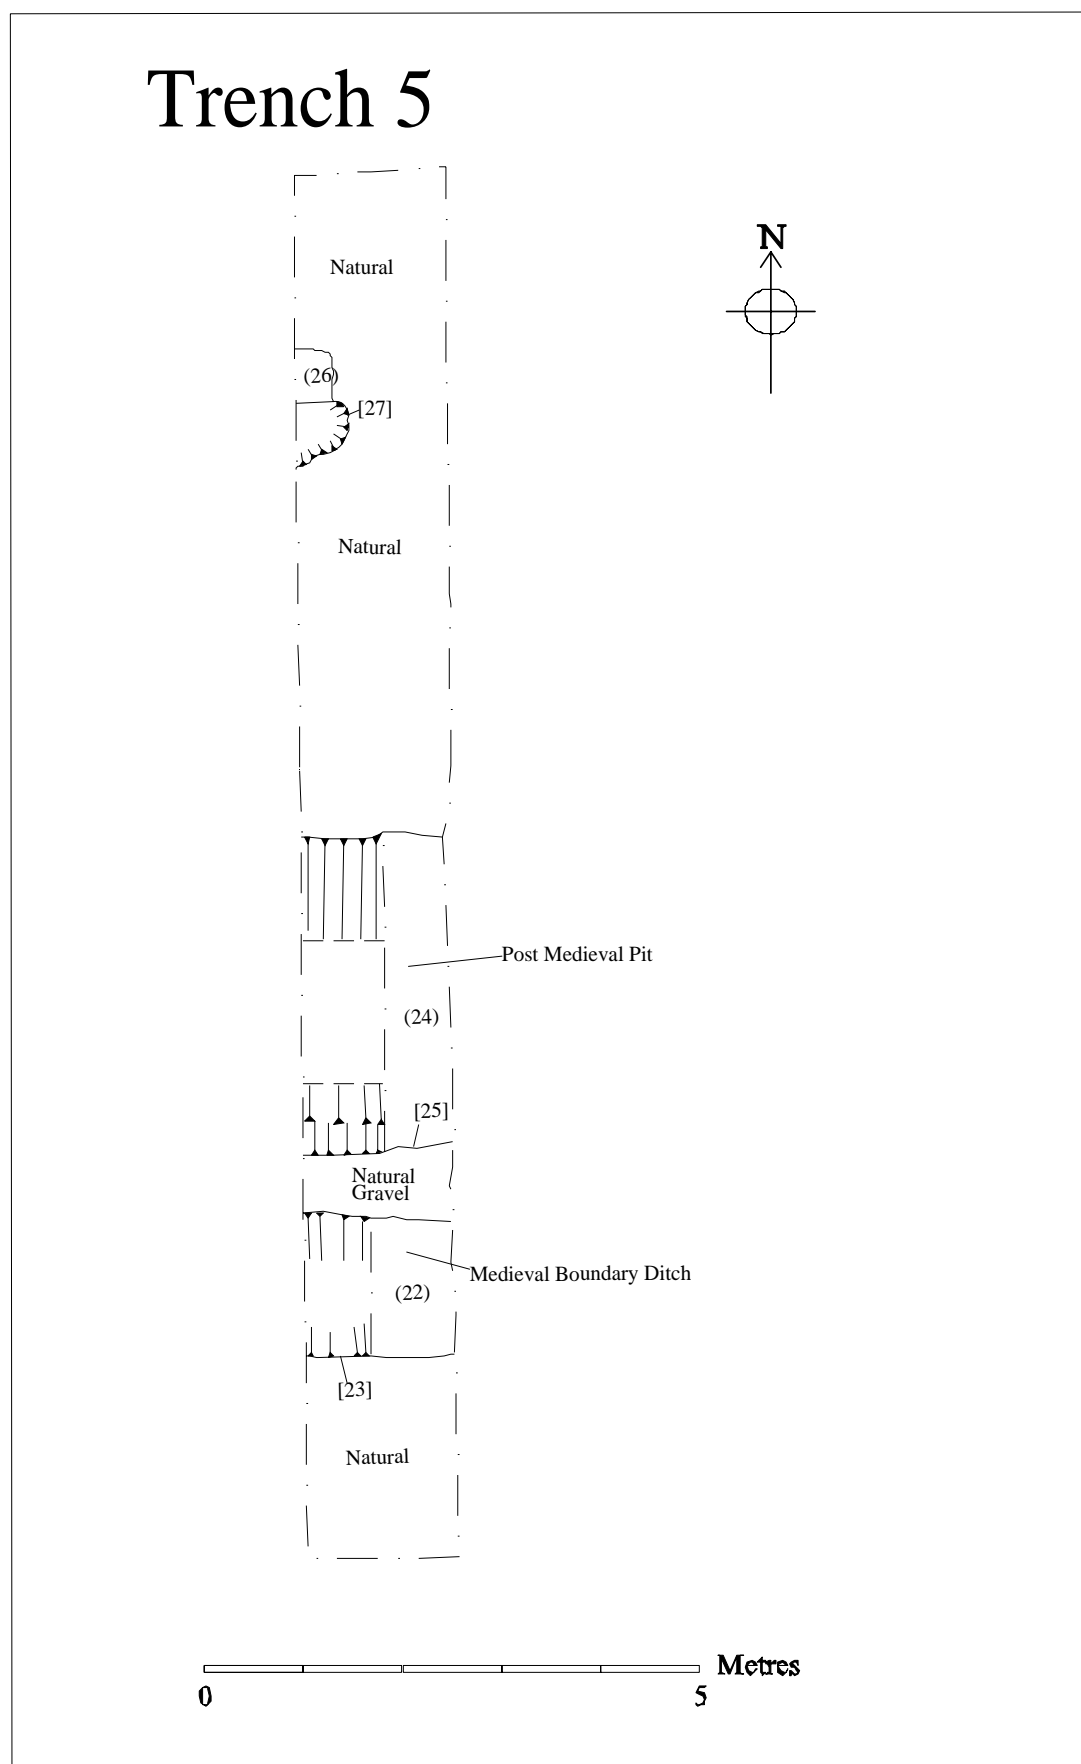 Trench 5
N
Natural
(26)
[27]
Natural
Post Medieval Pit
(24)
[25]
Natural
Gravel
Medieval Boundary Ditch
(22)
[23]
Natural
Metres
0 5